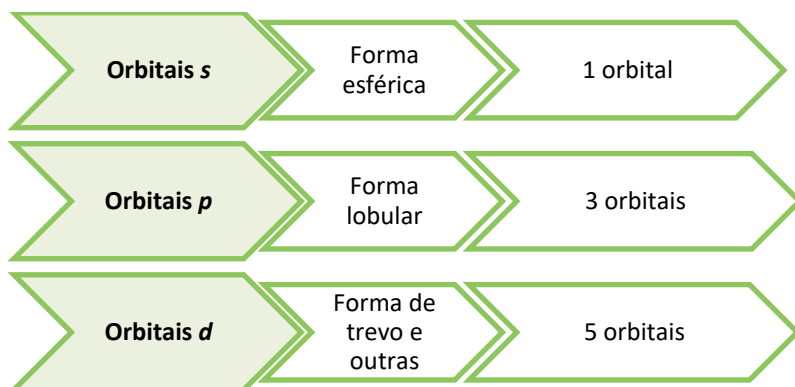 Orbitais s
Forma
esférica
1 orbital
Orbitais p
Forma
lobular
3 orbitais
Orbitais d
Forma de
trevo e
outras
5 orbitais